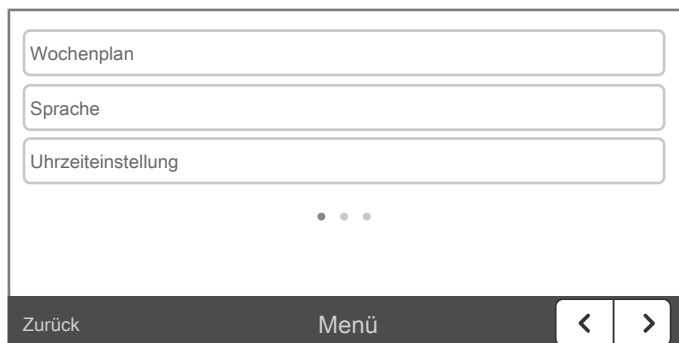 Wochenplan
Sprache
Uhrzeiteinstellung
Zurück Menü